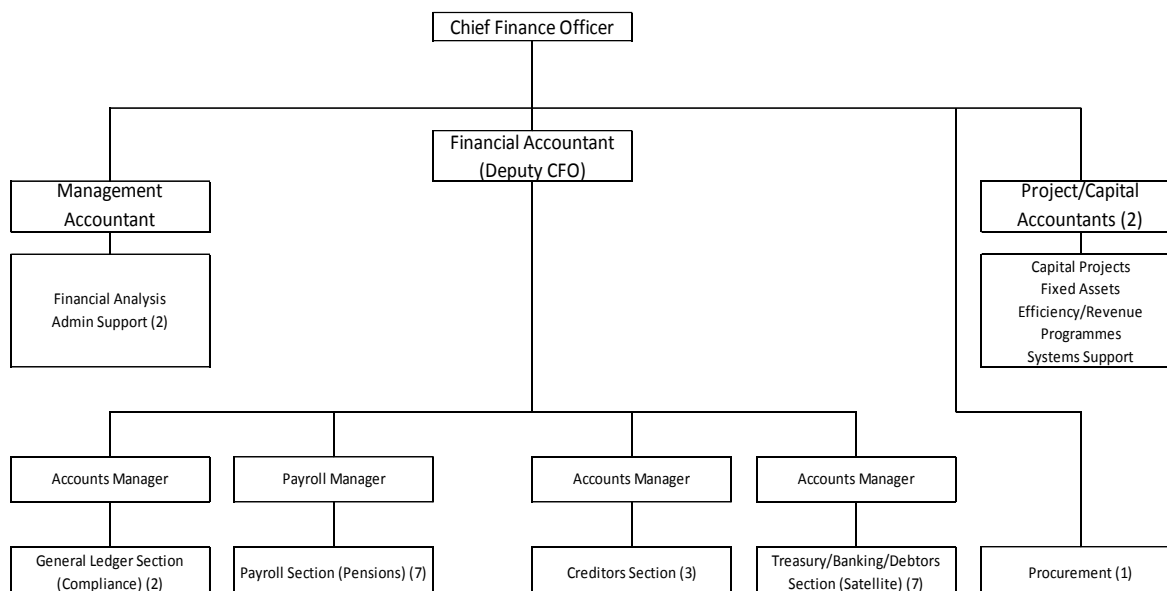 Chief Finance Officer
Financial Accountant
(Deputy CFO)
Management
Accountant
Project/Capital
Accountants (2)
Financial Analysis
Admin Support (2)
Capital Projects
Fixed Assets
Efficiency/Revenue
Programmes
Systems Support
Accounts Manager
Payroll Manager
Accounts Manager
Accounts Manager
General Ledger Section
(Compliance) (2)
Payroll Section (Pensions) (7)
Creditors Section (3)
Treasury/Banking/Debtors
Section (Satellite) (7)
Procurement (1)